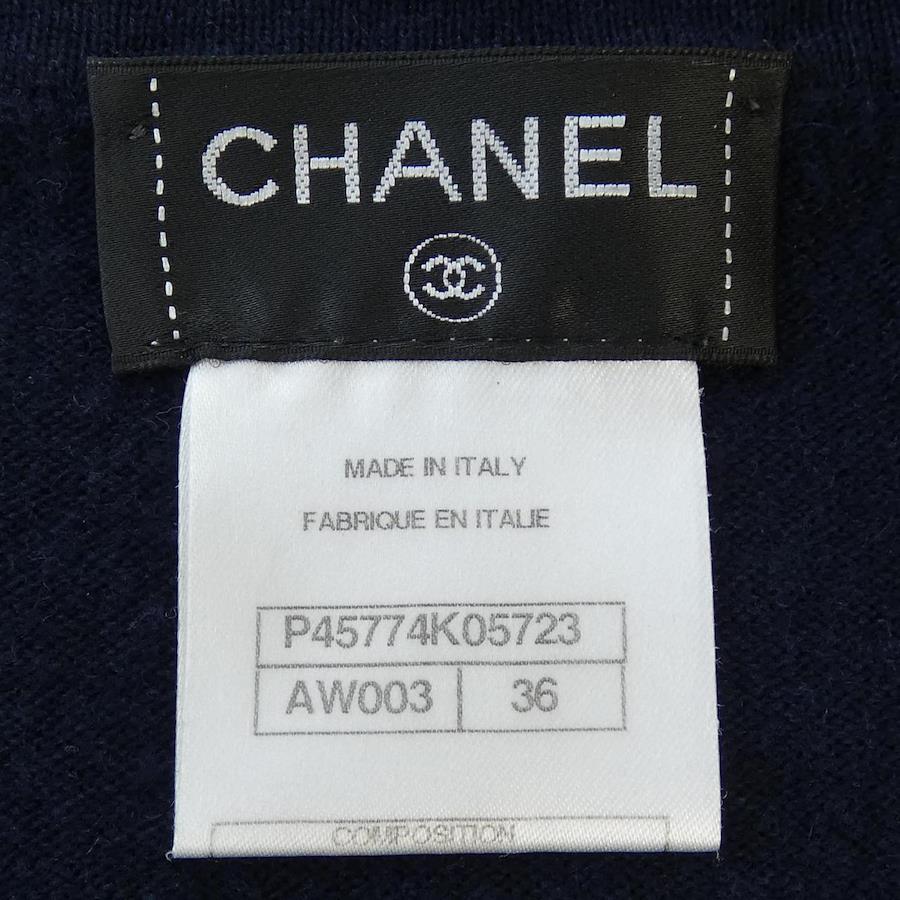 CHANEL
MADE IN ITALY
FABRIQUE EN ITALIE
P45774K05723
AW003 36
COMPOSITION